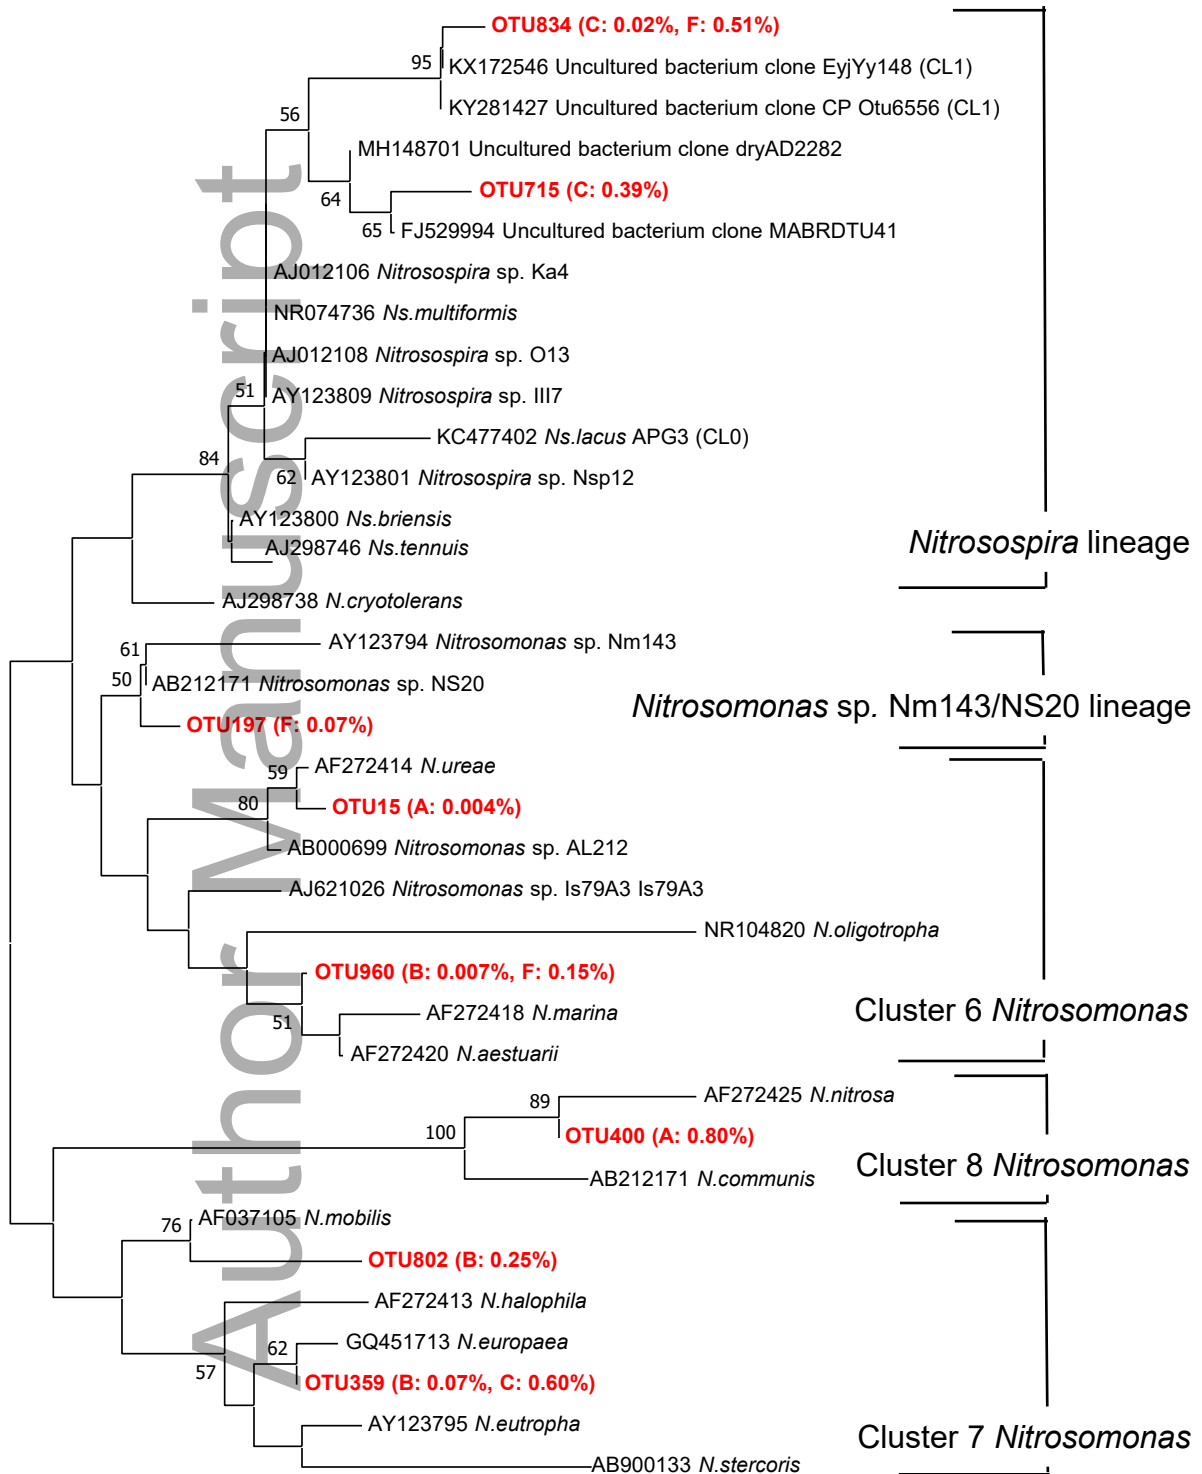 OTU834 (C: 0.02%, F: 0.51%)
95
KX172546 Uncultured bacterium clone EyjYy148 (CL1)
KY281427 Uncultured bacterium clone CP Otu6556 (CL1)
56
MH148701 Uncultured bacterium clone dryAD2282
OTU715 (C: 0.39%)
64
65
FJ529994 Uncultured bacterium clone MABRDTU41
AJ012106 Nitrosospira sp. Ka4
NR074736 Ns.multiformis
AJ012108 Nitrosospira sp. O13
51
AY123809 Nitrosospira sp. III7
KC477402 Ns.lacus APG3 (CL0)
84
62
AY123801 Nitrosospira sp. Nsp12
AY123800 Ns.briensis
AJ298746 Ns.tennuis
Nitrosospira lineage
AJ298738 N.cryotolerans
AY123794 Nitrosomonas sp. Nm143
61
50
AB212171 Nitrosomonas sp. NS20
Nitrosomonas sp. Nm143/NS20 lineage
OTU197 (F: 0.07%)
AF272414 N.ureae
59
80
OTU15 (A: 0.004%)
AB000699 Nitrosomonas sp. AL212
AJ621026 Nitrosomonas sp. Is79A3 Is79A3
NR104820 N.oligotropha
OTU960 (B: 0.007%, F: 0.15%)
51
AF272418 N.marina
Cluster 6 Nitrosomonas
AF272420 N.aestuarii
AF272425 N.nitrosa
89
100
OTU400 (A: 0.80%)
Cluster 8 Nitrosomonas
AB212171 N.communis
AF037105 N.mobilis
76
OTU802 (B: 0.25%)
AF272413 N.halophila
GQ451713 N.europaea
62
57
OTU359 (B: 0.07%, C: 0.60%)
AY123795 N.eutropha
Cluster 7 Nitrosomonas
AB900133 N.stercoris
Author Manuscript